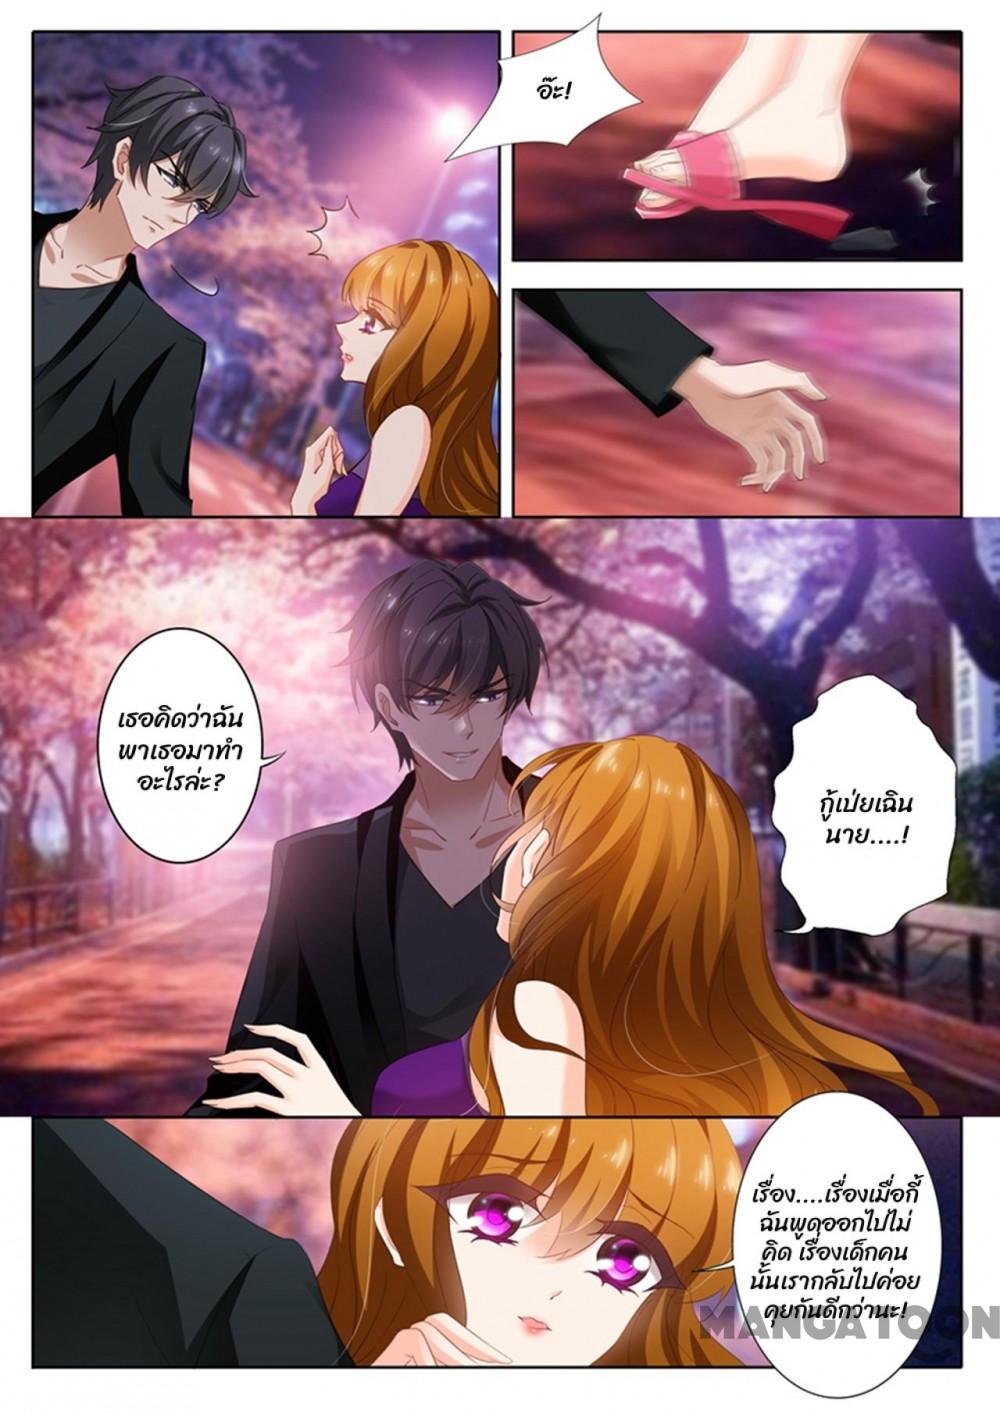 อ๊ะ!
เธอคิดว่าฉัน
พาเธอมาทำ
อะไรล่ะ?
กู้เป่ยเฉิน
นาย....!
เรื่อง....เรื่องเมื่อกี้
ฉันพูดออกไปไม่
คิด เรื่องเด็กคน
นั้นเรากลับไปค่อย
คุยกันดีกว่านะ!
MANGATOON